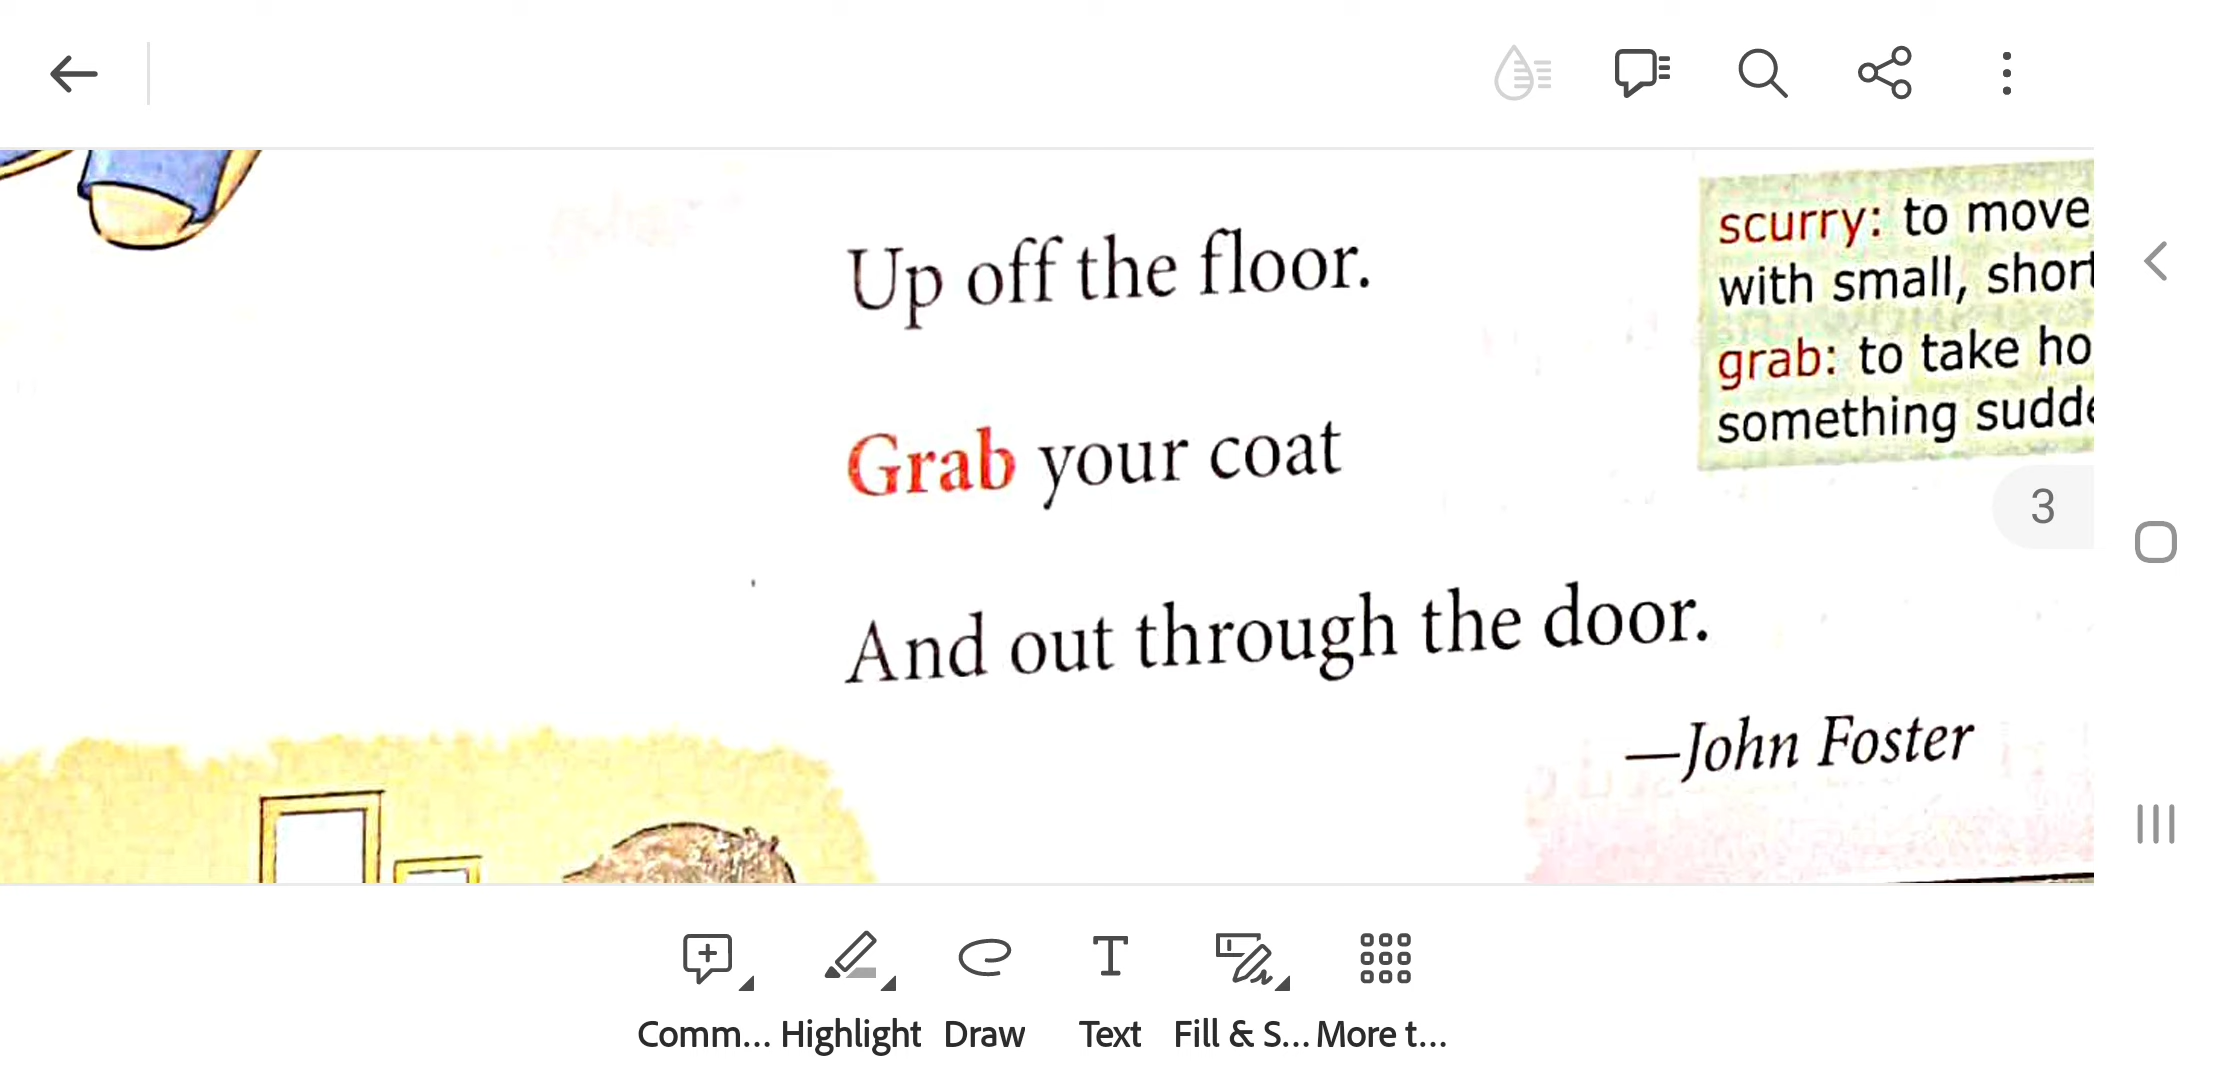 Up off the floor.
Grab your coat
And out through the door.
—John Foster
scurry: to move
with small, short
grab: to take ho
something sudde
3
Comm... Highlight Draw Text Fill & S... More t...